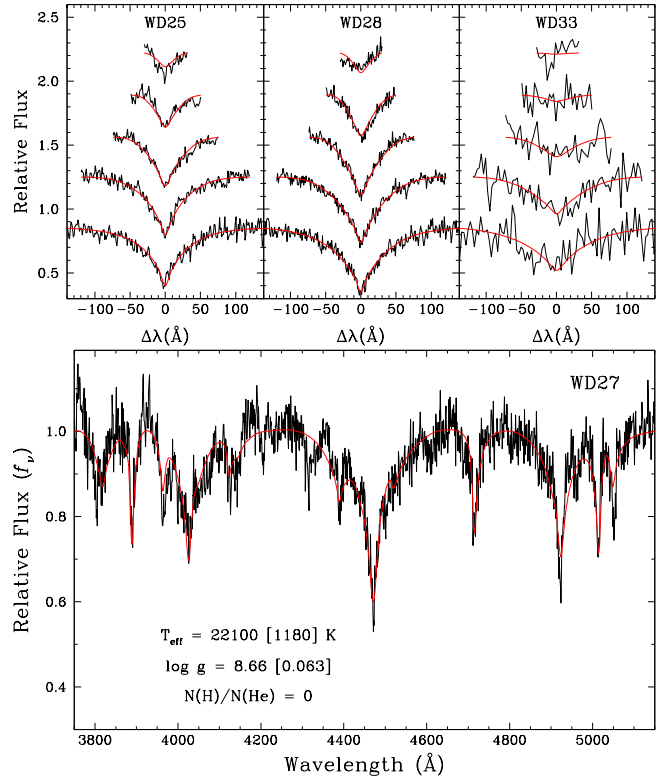 WD25 WD28 WD33
2.5
2.0
1.5
1.0
0.5
Relative Flux
−100 −50 0 50 100 −100 −50 0 50 100 −100 −50 0 50 100
Δλ(Å) Δλ(Å) Δλ(Å)
WD27
1.0
0.8
0.6
0.4
Relative Flux (fν)
Teff = 22100 [1180] K
log g = 8.66 [0.063]
N(H)/N(He) = 0
3800 4000 4200 4400 4600 4800 5000
Wavelength (Å)